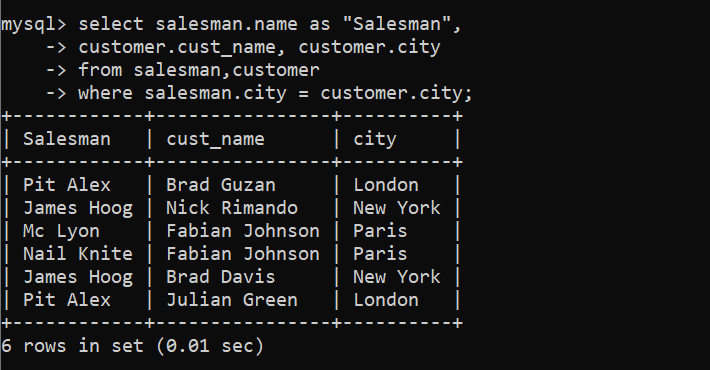 mysql> select salesman.name as "Salesman",
    -> customer.cust_name, customer.city
    -> from salesman,customer
    -> where salesman.city = customer.city;
+------------+----------------+----------+
| Salesman   | cust_name      | city     |
+------------+----------------+----------+
| Pit Alex   | Brad Guzan     | London   |
| James Hoog | Nick Rimando   | New York |
| Mc Lyon    | Fabian Johnson | Paris    |
| Nail Knite | Fabian Johnson | Paris    |
| James Hoog | Brad Davis     | New York |
| Pit Alex   | Julian Green   | London   |
+------------+----------------+----------+
6 rows in set (0.01 sec)